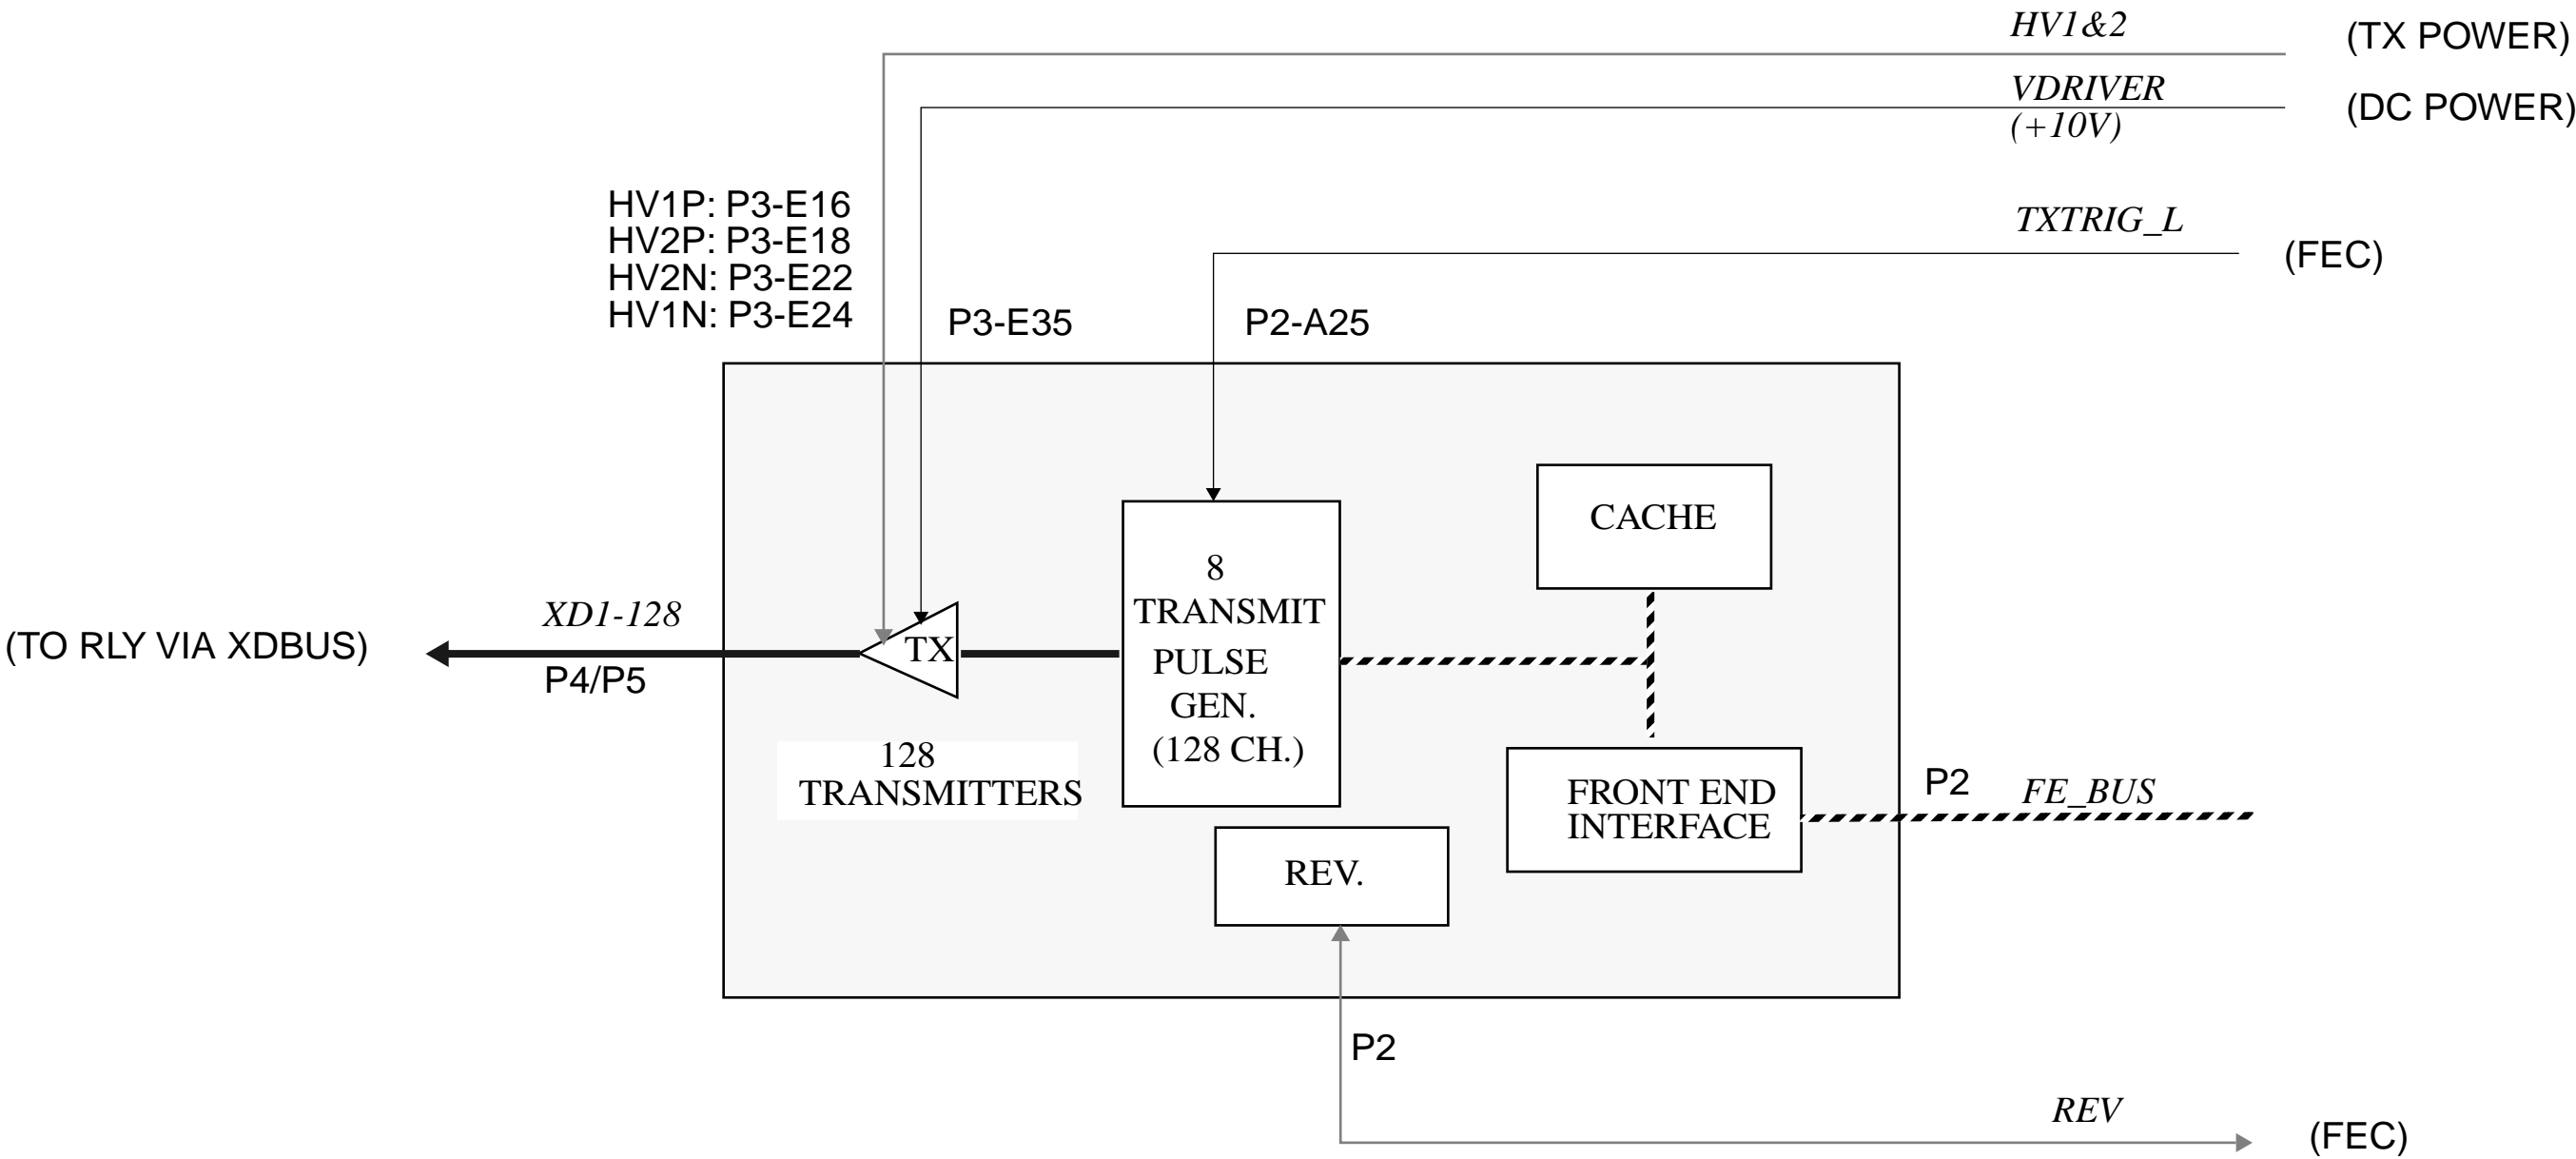 HV1&2
(TX POWER)
VDRIVER
(+10V)
(DC POWER)
HV1P: P3-E16
HV2P: P3-E18
HV2N: P3-E22
HV1N: P3-E24
TXTRIG_L
(FEC)
P3-E35
P2-A25
CACHE
8
TRANSMIT
PULSE
GEN.
(128 CH.)
XD1-128
(TO RLY VIA XDBUS)
P4/P5
TX
128
TRANSMITTERS
FRONT END
INTERFACE
P2
FE_BUS
REV.
P2
REV
(FEC)